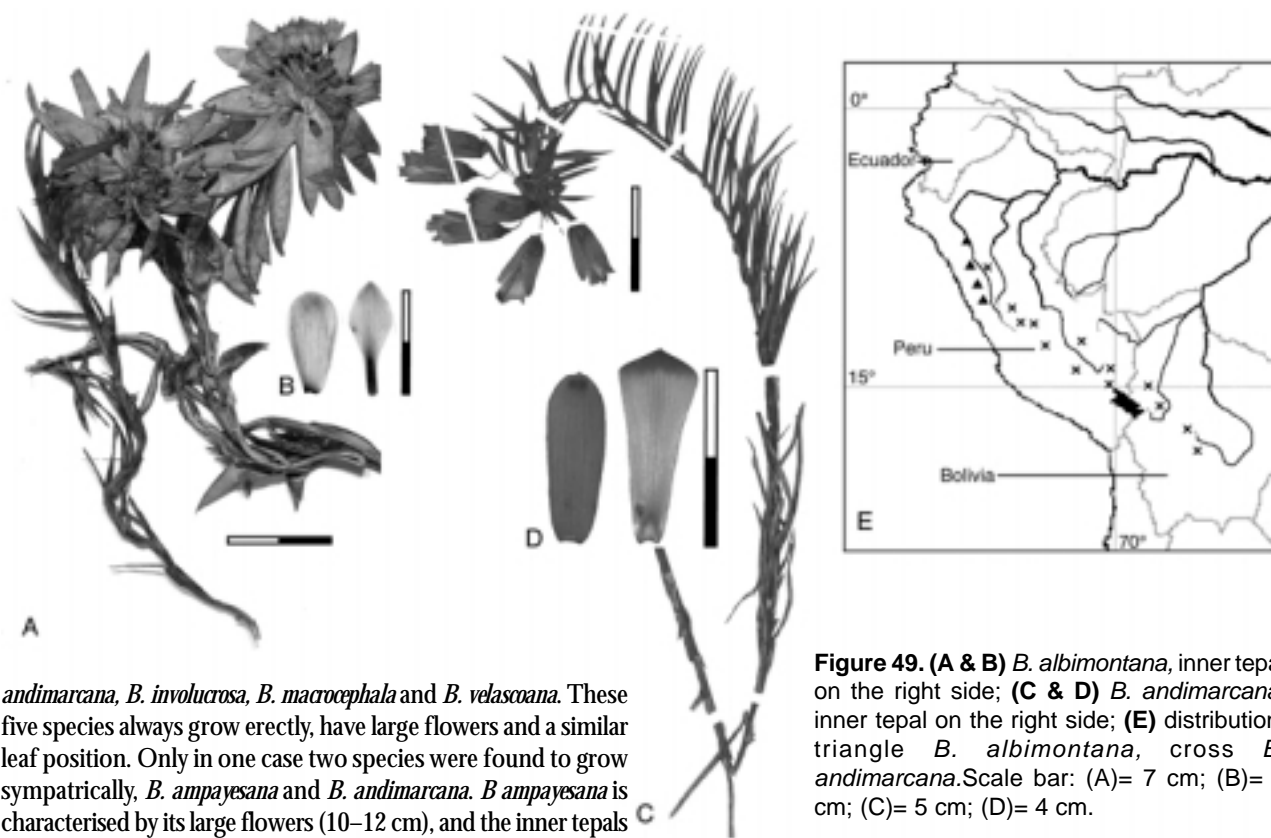 0°
Ecuador
Peru
15°
Bolivia
E
70°
B
D
A
C
andimarcana, B. involucrosa, B. macrocephala and B. velascoana. These
five species always grow erectly, have large flowers and a similar
leaf position. Only in one case two species were found to grow
sympatrically, B. ampayesana and B. andimarcana. B ampayesana is
characterised by its large flowers (10–12 cm), and the inner tepals
Figure 49. (A & B) B. albimontana, inner tepal
on the right side; (C & D) B. andimarcana
inner tepal on the right side; (E) distribution
triangle B. albimontana, cross B
andimarcana.Scale bar: (A)= 7 cm; (B)=
cm; (C)= 5 cm; (D)= 4 cm.